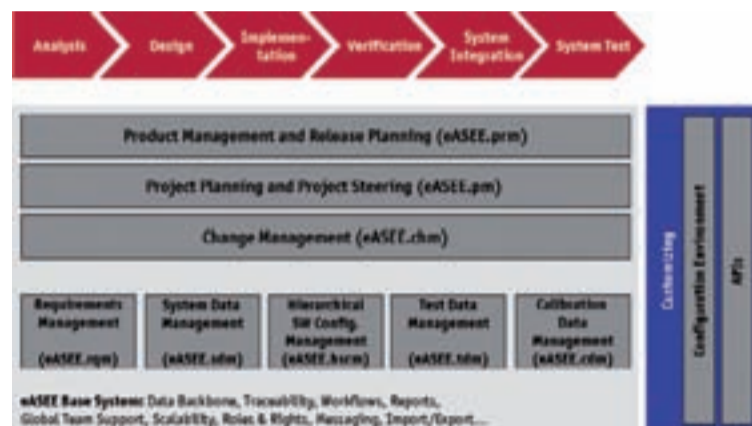 Analysis
Design
Implemen-
tation
Verification
System
Integration
System Test
Product Management and Release Planning (eASEE.prm)
Project Planning and Project Steering (eASEE.pm)
Change Management (eASEE.chm)
Requirements
Management
(eASEE.rqm)
System Data
Management
(eASEE.sdm)
Hierarchical
SW Config.
Management
(eASEE.hscm)
Test Data
Management
(eASEE.tdm)
Calibration
Data
Management
(eASEE.cdm)
eASEE Base System: Data Backbone, Traceability, Workflows, Reports,
Global Team Support, Scalability, Roles & Rights, Messaging, Import/Export...
Customizing
Configuration Environment
APIs